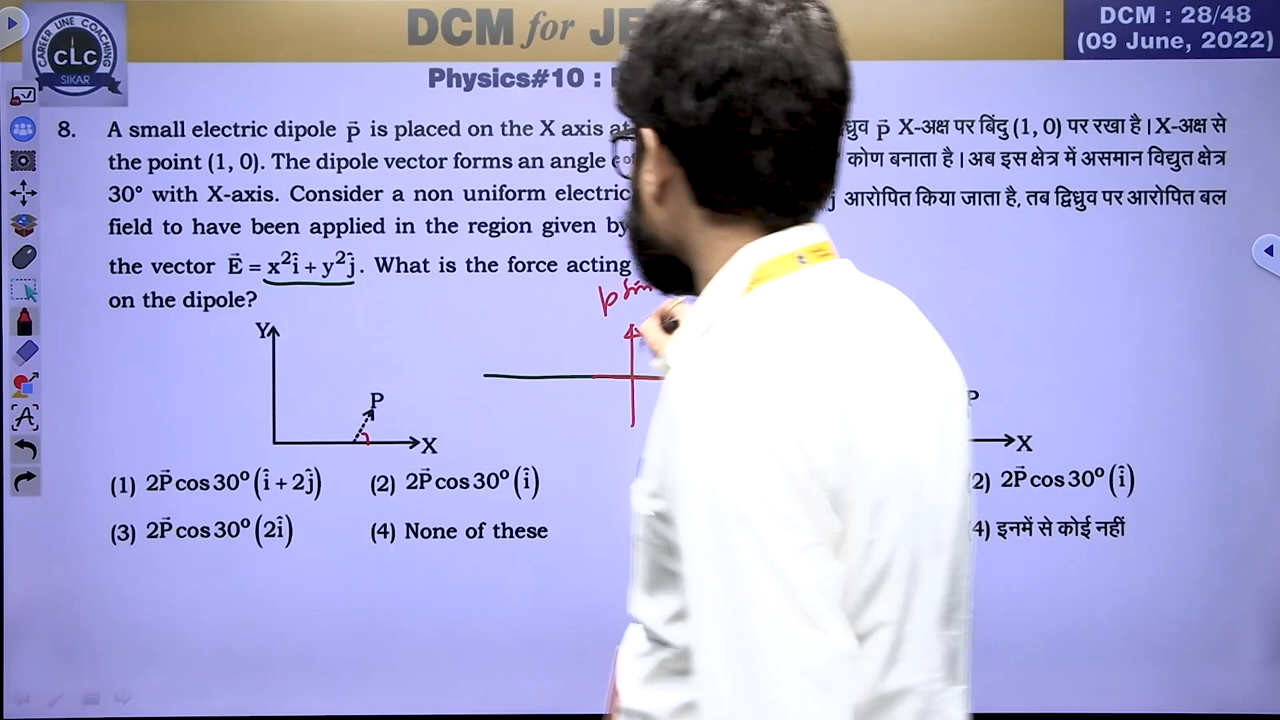 DCM for JE
DCM : 28/48
(09 June, 2022)
CAREER LINE COACHING
CLC
SIKAR
Physics#10 :
8. A small electric dipole p⃗ is placed on the X axis at
the point (1, 0). The dipole vector forms an angle of
30° with X-axis. Consider a non uniform electric
field to have been applied in the region given by
the vector E⃗ = x²î + y²ĵ. What is the force acting
on the dipole?
Y
P
X
(1) 2P⃗ cos 30° (î + 2ĵ) (2) 2P⃗ cos 30° (î)
(3) 2P⃗ cos 30° (2î) (4) None of these
p⃗ X-अक्ष पर बिंदु (1, 0) पर रखा है। X-अक्ष से
कोण बनाता है। अब इस क्षेत्र में असमान विद्युत क्षेत्र
ĵ आरोपित किया जाता है, तब द्विध्रुव पर आरोपित बल
p
P
X
2) 2P⃗ cos 30° (î)
4) इनमें से कोई नहीं